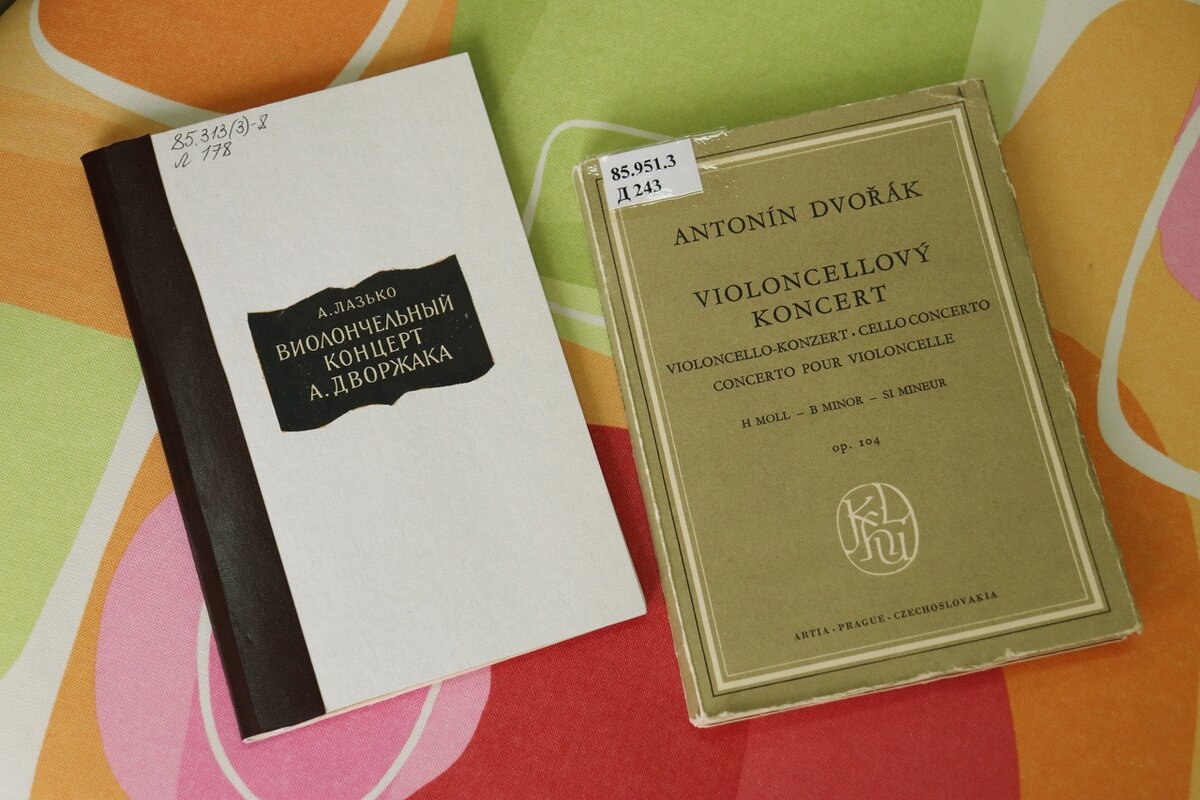 85.313(3)-8
Л 178
А. ЛАЗЬКО
ВИОЛОНЧЕЛЬНЫЙ
КОНЦЕРТ
А. ДВОРЖАКА
85.951.3
Д 243
ANTONÍN DVOŘÁK
VIOLONCELLOVÝ
KONCERT
VIOLONCELLO-KONZERT · CELLO CONCERTO
CONCERTO POUR VIOLONCELLE
H MOLL – B MINOR – SI MINEUR
op. 104
ARTIA · PRAGUE · CZECHOSLOVAKIA